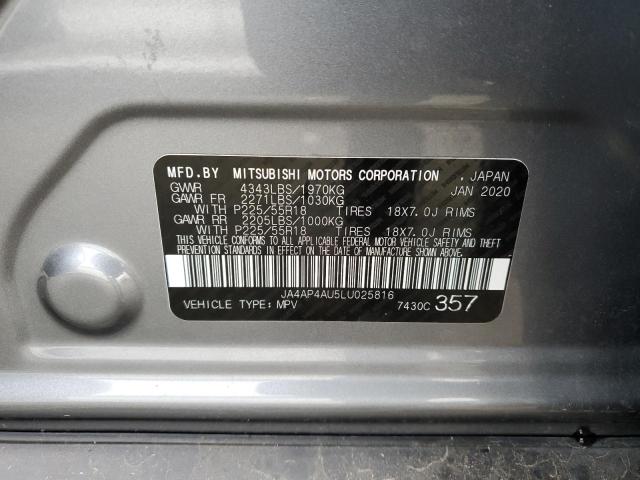 MFD.BY MITSUBISHI MOTORS CORPORATION , JAPAN
GVWR 4343LBS/1970KG JAN 2020
GAWR FR 2271LBS/1030KG
WITH P225/55R18 TIRES 18X7.0J RIMS
GAWR RR 2205LBS/1000KG
WITH P225/55R18 TIRES 18X7.0J RIMS
THIS VEHICLE CONFORMS TO ALL APPLICABLE FEDERAL MOTOR VEHICLE SAFETY AND THEFT
PREVENTION STANDARDS IN EFFECT ON THE DATE OF MANUFACTURE SHOWN ABOVE.
JA4AP4AU5LU025816
VEHICLE TYPE:MPV 7430C 357